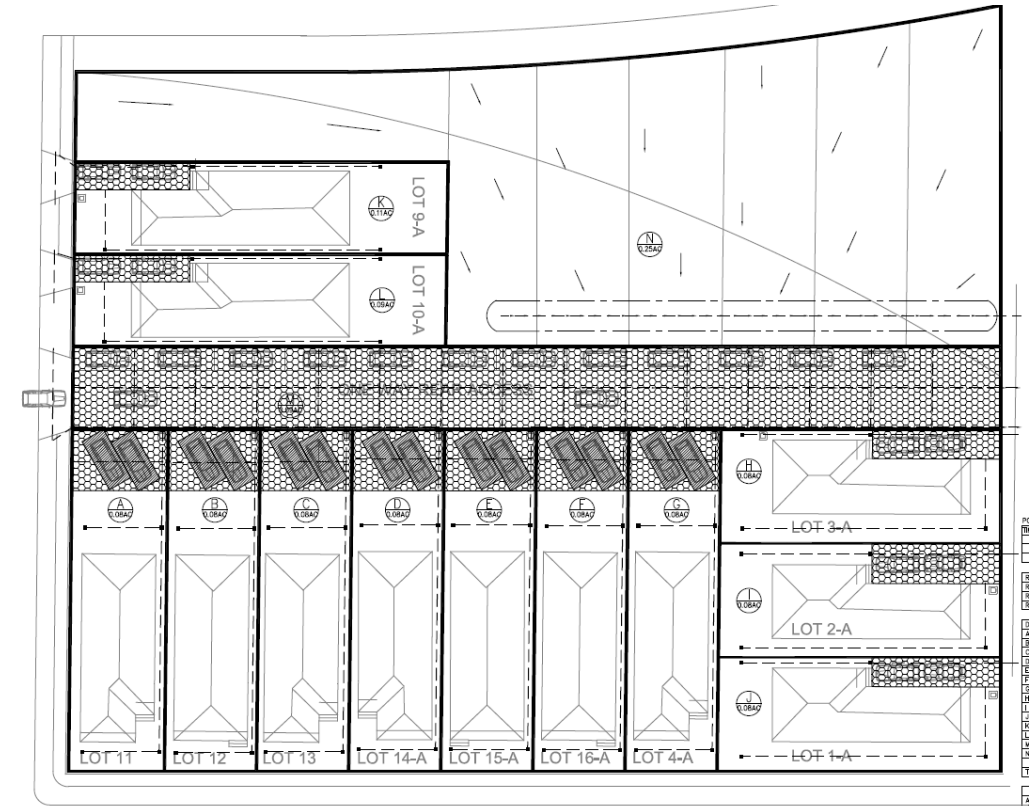 K
0.11AC
LOT 9-A
N
0.25AC
L
0.09AC
LOT 10-A
ONE WAY REAR ACCESS
M
A
0.08AC
B
0.08AC
C
0.08AC
D
0.08AC
E
0.08AC
F
0.08AC
G
0.08AC
H
0.08AC
LOT 3-A
I
0.08AC
LOT 2-A
J
0.08AC
LOT 1-A
LOT 11
LOT 12
LOT 13
LOT 14-A
LOT 15-A
LOT 16-A
LOT 4-A